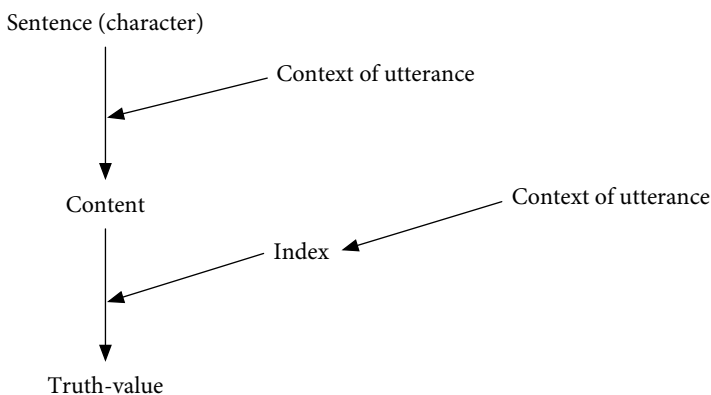 Sentence (character)
Context of utterance
Content
Context of utterance
Index
Truth-value